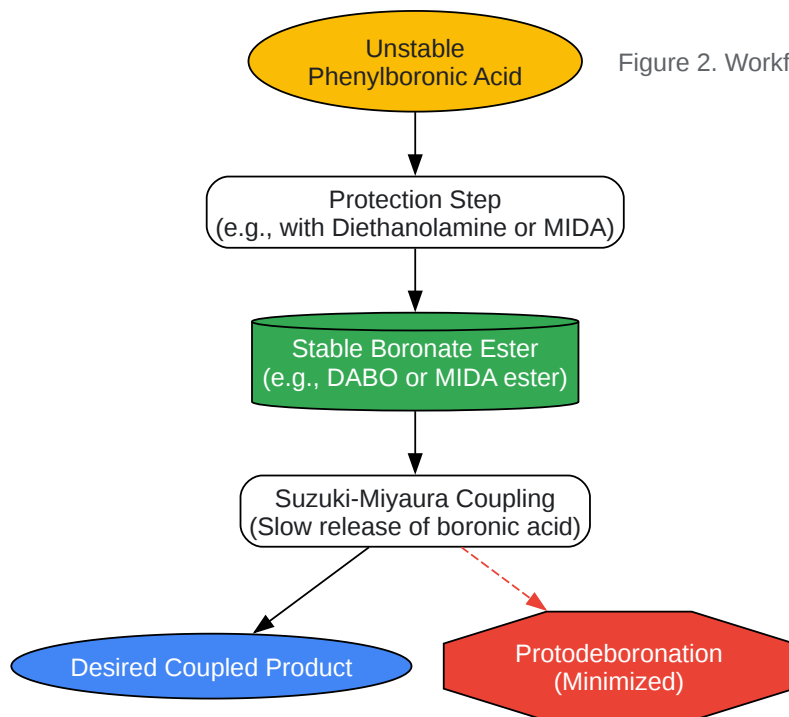 Unstable
Phenylboronic Acid
Figure 2. Workf
Protection Step
(e.g., with Diethanolamine or MIDA)
Stable Boronate Ester
(e.g., DABO or MIDA ester)
Suzuki-Miyaura Coupling
(Slow release of boronic acid)
Desired Coupled Product
Protodeboronation
(Minimized)